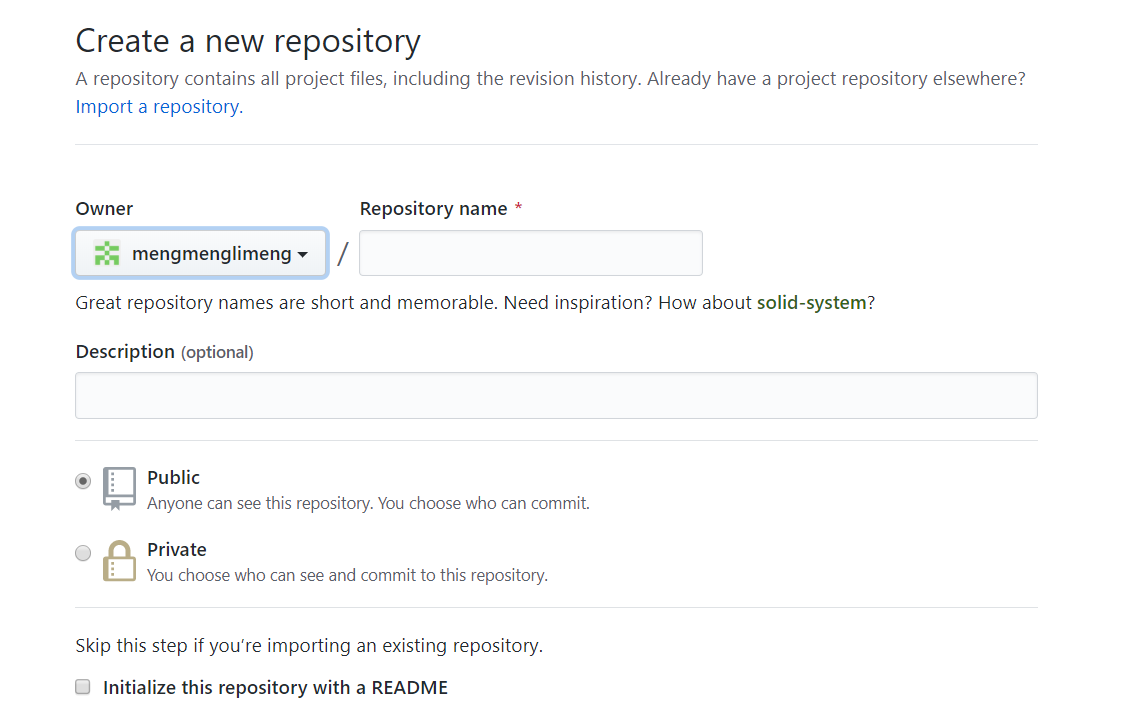 Create a new repository
A repository contains all project files, including the revision history. Already have a project repository elsewhere?
Import a repository.
Owner
Repository name *
mengmenglimeng /
Great repository names are short and memorable. Need inspiration? How about solid-system?
Description (optional)
Public
Anyone can see this repository. You choose who can commit.
Private
You choose who can see and commit to this repository.
Skip this step if you’re importing an existing repository.
Initialize this repository with a README